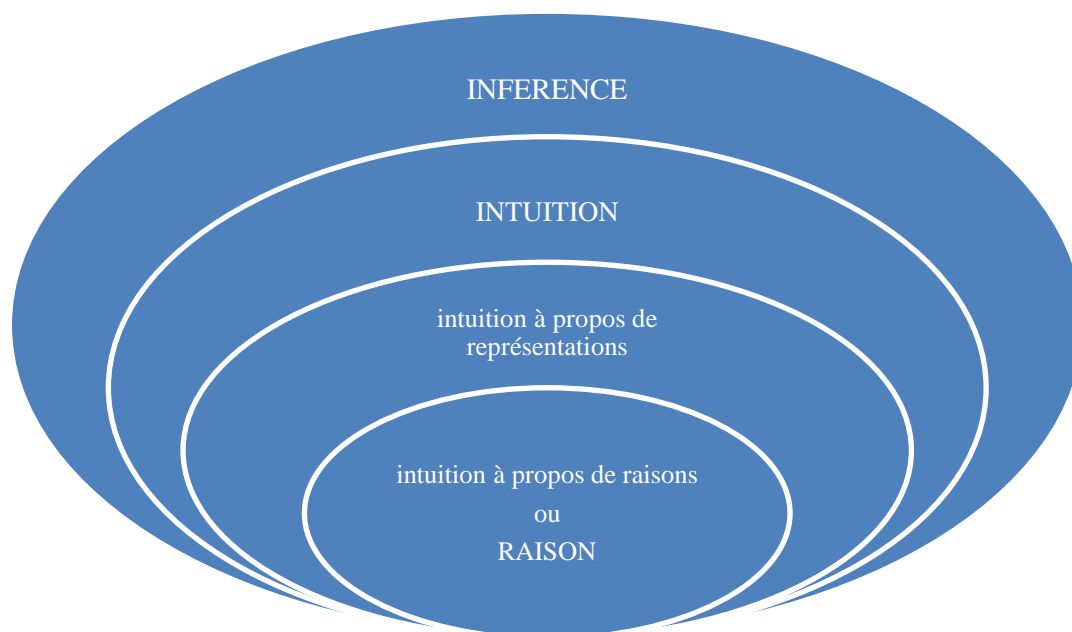 INFERENCE
INTUITION
intuition à propos de
représentations
intuition à propos de raisons
ou
RAISON